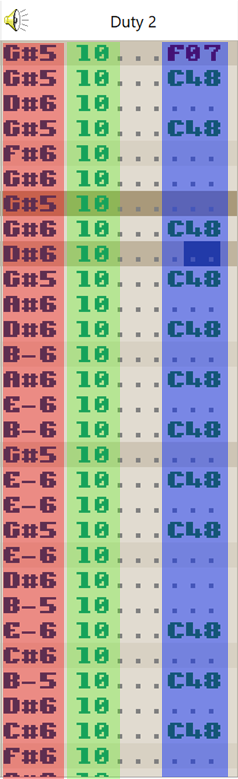 Duty 2
G#5 10 . . . F07
G#5 10 . . . C48
D#6 10 . . . . . .
G#5 10 . . . C48
F#6 10 . . . . . .
G#6 10 . . . . . .
G#5 10 . . . . . .
G#6 10 . . . C48
D#6 10 . . . . . .
G#5 10 . . . C48
A#6 10 . . . . . .
D#6 10 . . . C48
B-6 10 . . . . . .
A#6 10 . . . C48
E-6 10 . . . . . .
B-6 10 . . . C48
G#5 10 . . . . . .
E-6 10 . . . C48
E-6 10 . . . . . .
G#5 10 . . . C48
E-6 10 . . . . . .
D#6 10 . . . . . .
B-5 10 . . . . . .
E-6 10 . . . C48
C#6 10 . . . . . .
B-5 10 . . . C48
D#6 10 . . . . . .
C#6 10 . . . C48
F#6 10 . . . . . .